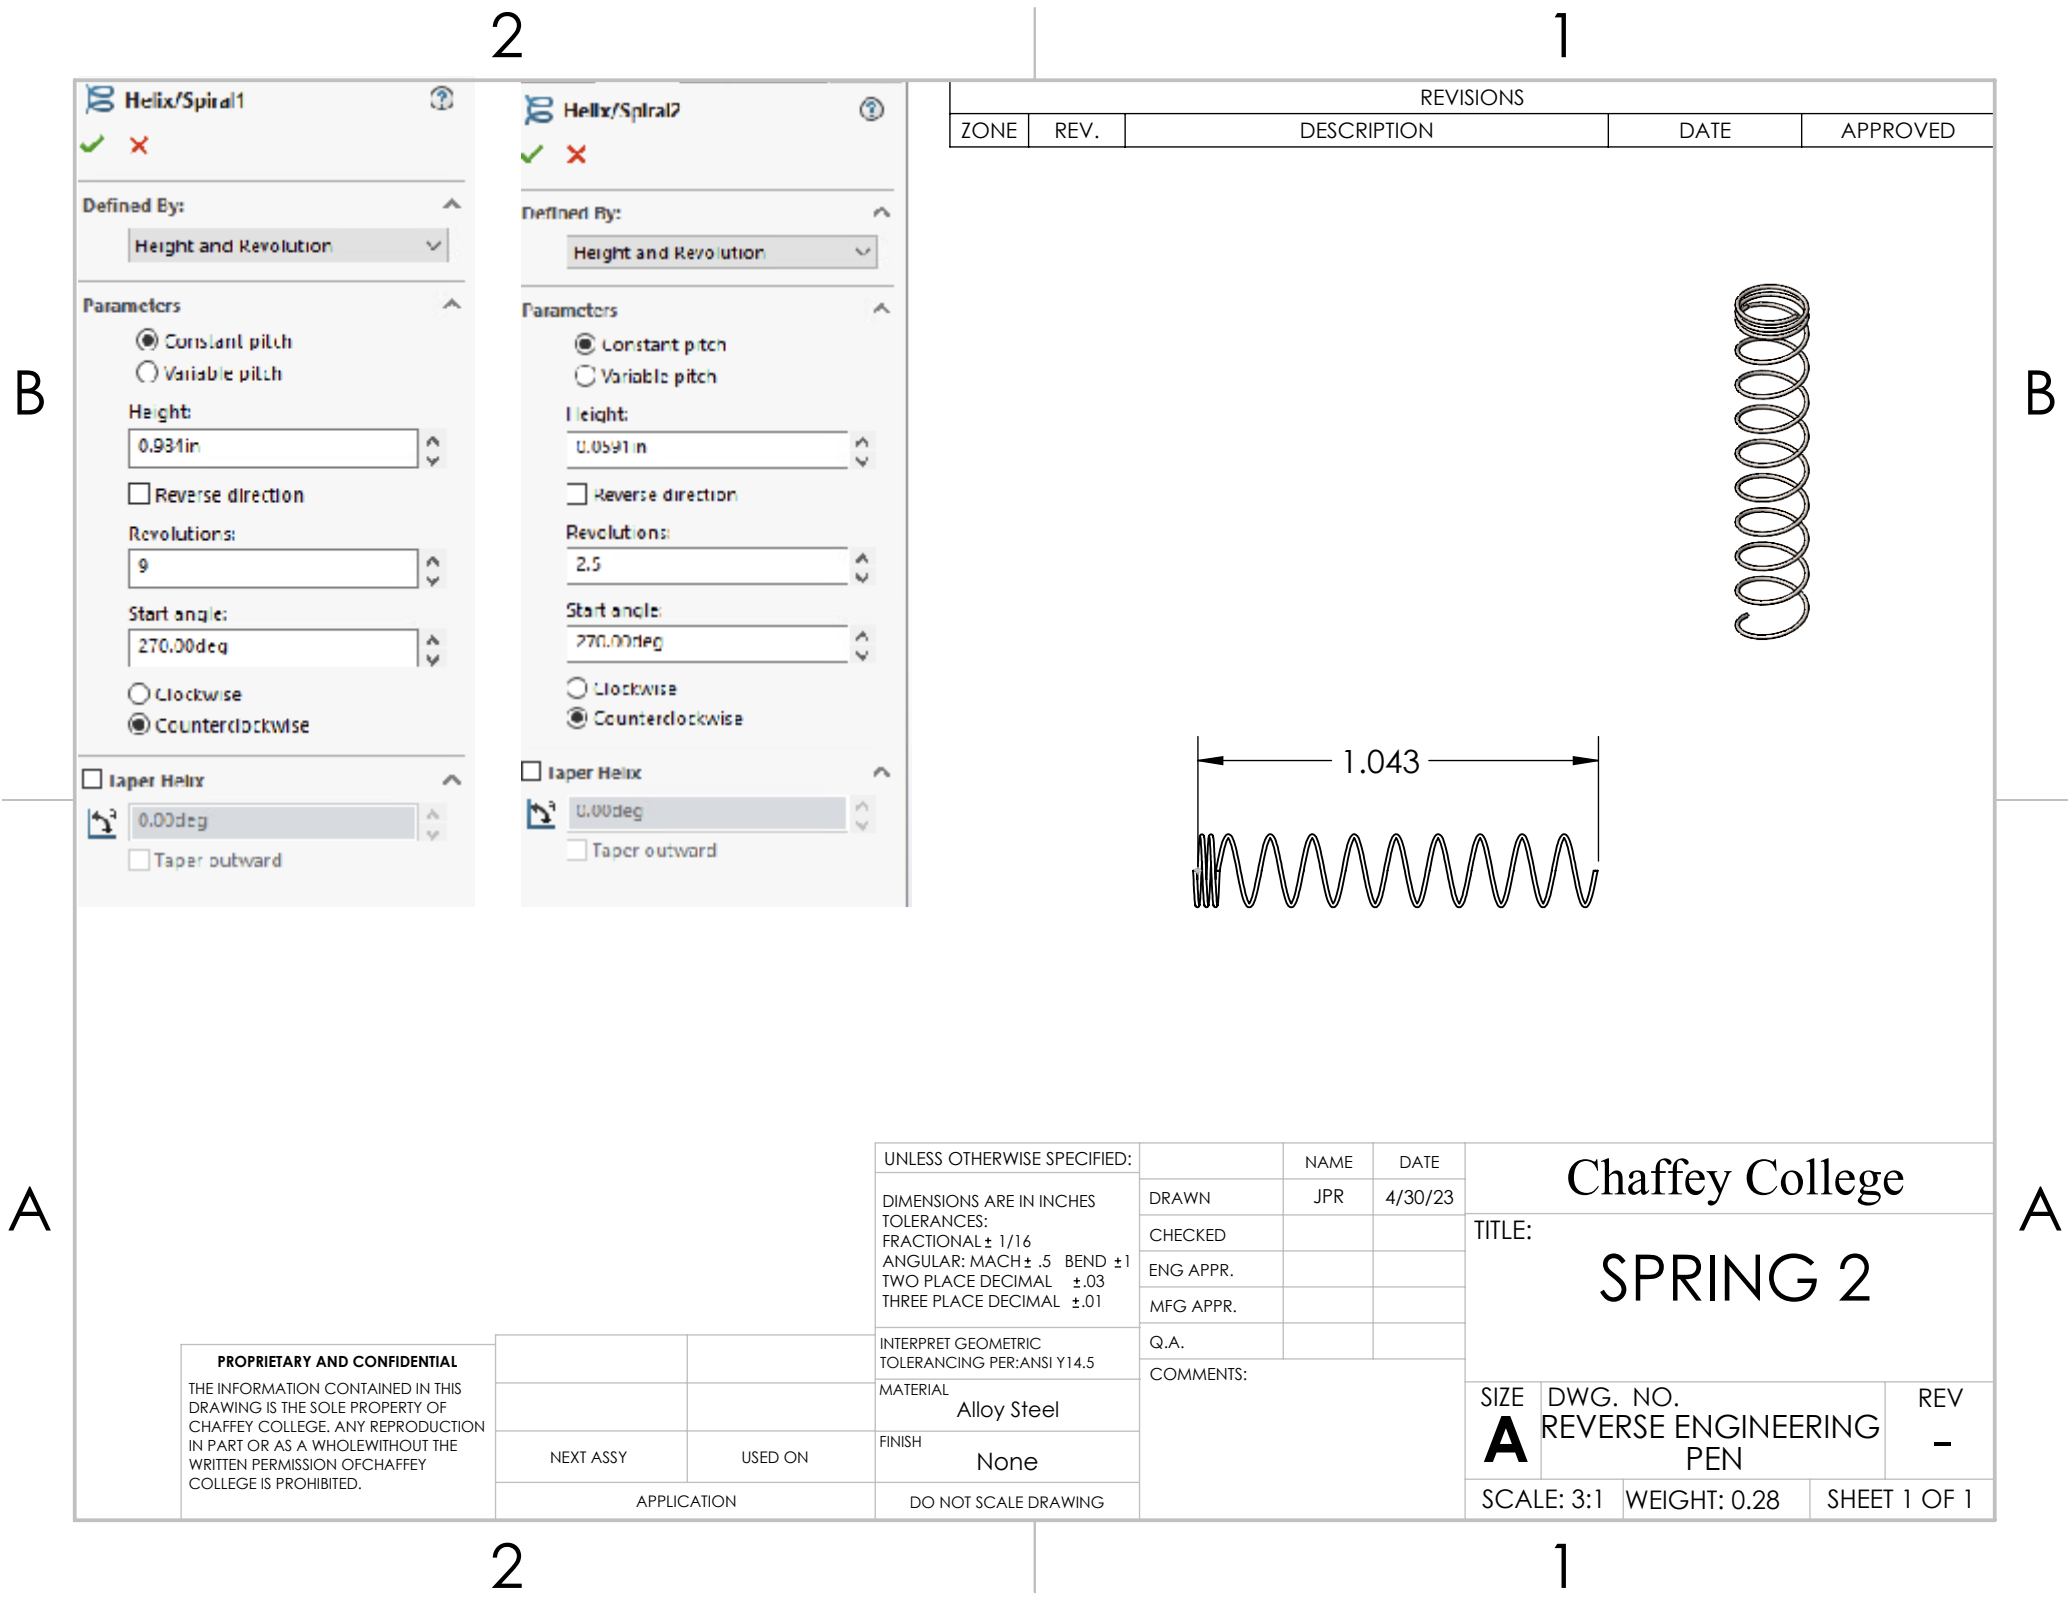 2
1
Helix/Spiral1
Defined By:
Height and Revolution
Parameters
Constant pitch
Variable pitch
Height:
0.984in
Reverse direction
Revolutions:
9
Start angle:
270.00deg
Clockwise
Counterclockwise
Taper Helix
0.00deg
Taper outward
Helix/Spiral2
Defined By:
Height and Revolution
Parameters
Constant pitch
Variable pitch
Height:
0.0591in
Reverse direction
Revolutions:
2.5
Start angle:
270.00deg
Clockwise
Counterclockwise
Taper Helix
0.00deg
Taper outward
REVISIONS
ZONE REV. DESCRIPTION DATE APPROVED
B
B
1.043
A
A
UNLESS OTHERWISE SPECIFIED:
DIMENSIONS ARE IN INCHES
TOLERANCES:
FRACTIONAL± 1/16
ANGULAR: MACH± .5 BEND ±1
TWO PLACE DECIMAL ±.03
THREE PLACE DECIMAL ±.01
INTERPRET GEOMETRIC
TOLERANCING PER:ANSI Y14.5
MATERIAL
Alloy Steel
FINISH
None
DO NOT SCALE DRAWING
NAME DATE
DRAWN JPR 4/30/23
CHECKED
ENG APPR.
MFG APPR.
Q.A.
COMMENTS:
Chaffey College
TITLE:
SPRING 2
SIZE DWG. NO. REV
A REVERSE ENGINEERING -
PEN
SCALE: 3:1 WEIGHT: 0.28 SHEET 1 OF 1
PROPRIETARY AND CONFIDENTIAL
THE INFORMATION CONTAINED IN THIS
DRAWING IS THE SOLE PROPERTY OF
CHAFFEY COLLEGE. ANY REPRODUCTION
IN PART OR AS A WHOLEWITHOUT THE
WRITTEN PERMISSION OFCHAFFEY
COLLEGE IS PROHIBITED.
NEXT ASSY USED ON
APPLICATION
2
1